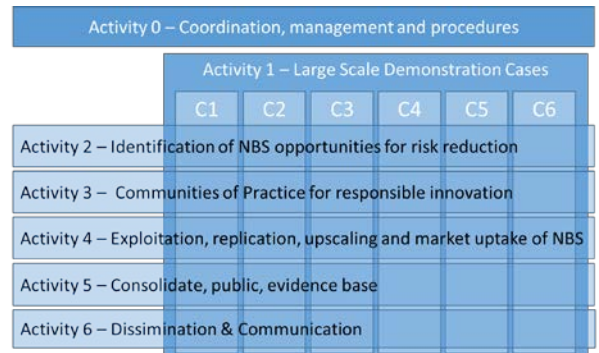 Activity 0 – Coordination, management and procedures
Activity 1 – Large Scale Demonstration Cases
C1 C2 C3 C4 C5 C6
Activity 2 – Identification of NBS opportunities for risk reduction
Activity 3 – Communities of Practice for responsible innovation
Activity 4 – Exploitation, replication, upscaling and market uptake of NBS
Activity 5 – Consolidate, public, evidence base
Activity 6 – Dissimination & Communication